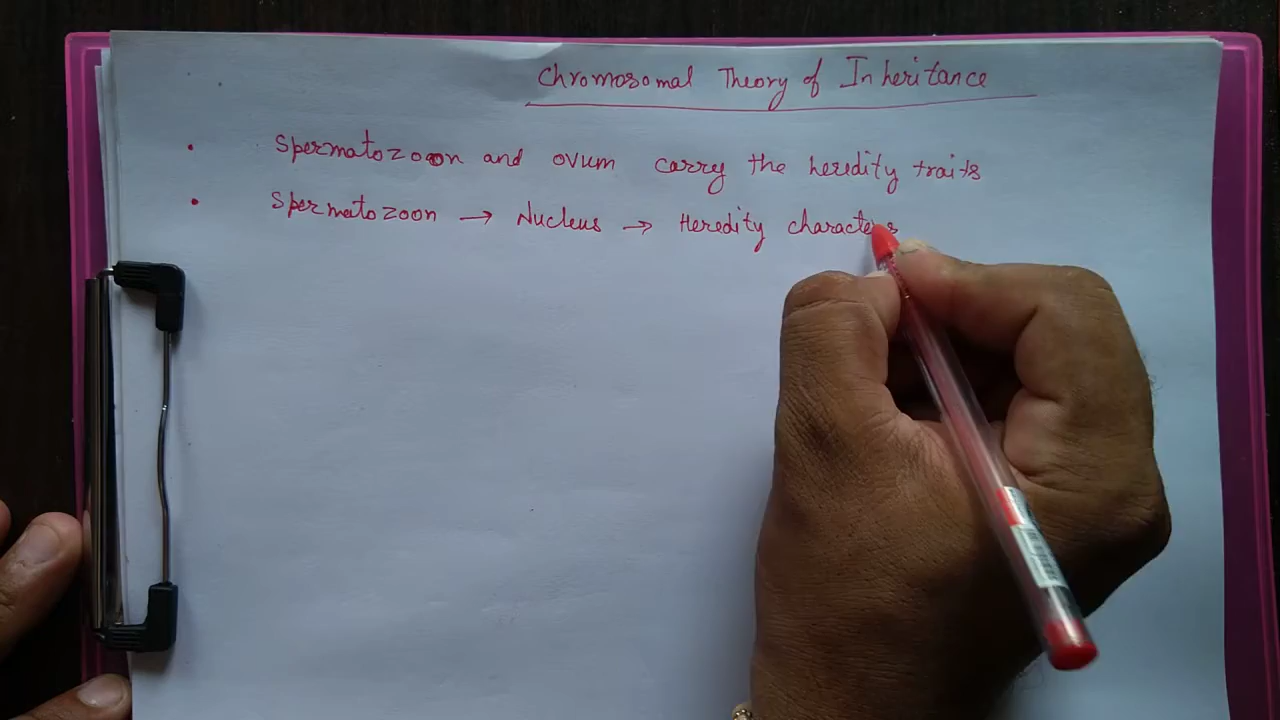 Chromosomal Theory of Inheritance
• Spermatozoon and ovum carry the heredity traits
• Spermatozoon → Nucleus → Heredity characters